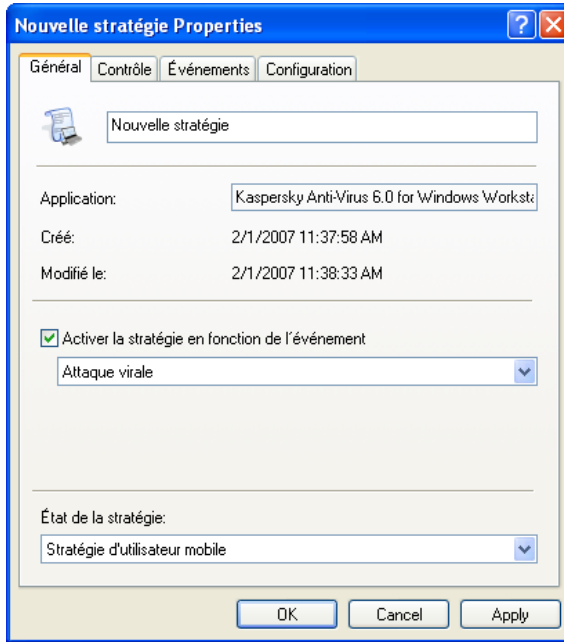 Nouvelle stratégie Properties
Général Contrôle Événements Configuration
Nouvelle stratégie
Application: Kaspersky Anti-Virus 6.0 for Windows
Créé: 2/1/2007 11:37:58 AM
Modifié le: 2/1/2007 11:38:33 AM
Activer la stratégie en fonction de l'événement
Attaque virale
État de la stratégie:
Stratégie d'utilisateur mobile
OK Cancel Apply